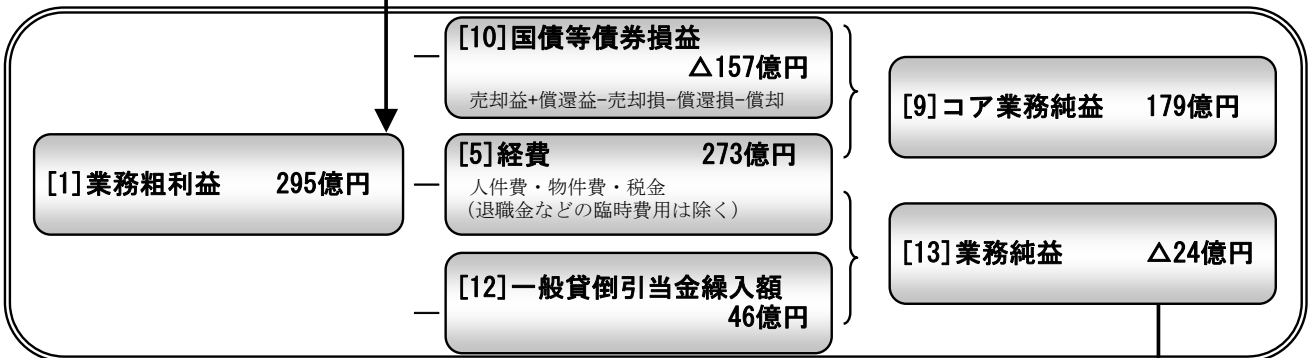 [1]業務粗利益 295億円
[10]国債等債券損益
△157億円
売却益+償還益-売却損-償還損-償却
[5]経費 273億円
人件費・物件費・税金
(退職金などの臨時費用は除く)
[12]一般貸倒引当金繰入額
46億円
[9]コア業務純益 179億円
[13]業務純益 △24億円